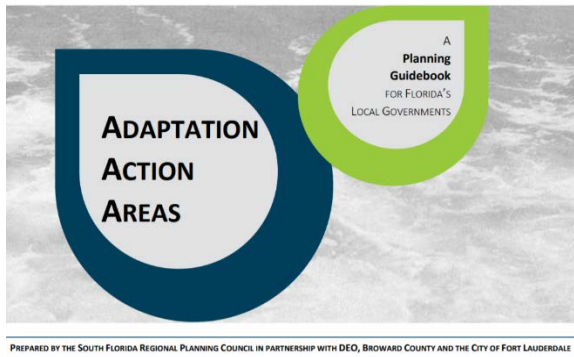 A
Planning
Guidebook
FOR FLORIDA'S
LOCAL GOVERNMENTS
ADAPTATION
ACTION
AREAS
PREPARED BY THE SOUTH FLORIDA REGIONAL PLANNING COUNCIL IN PARTNERSHIP WITH DEO, BROWARD COUNTY AND THE CITY OF FORT LAUDERDALE